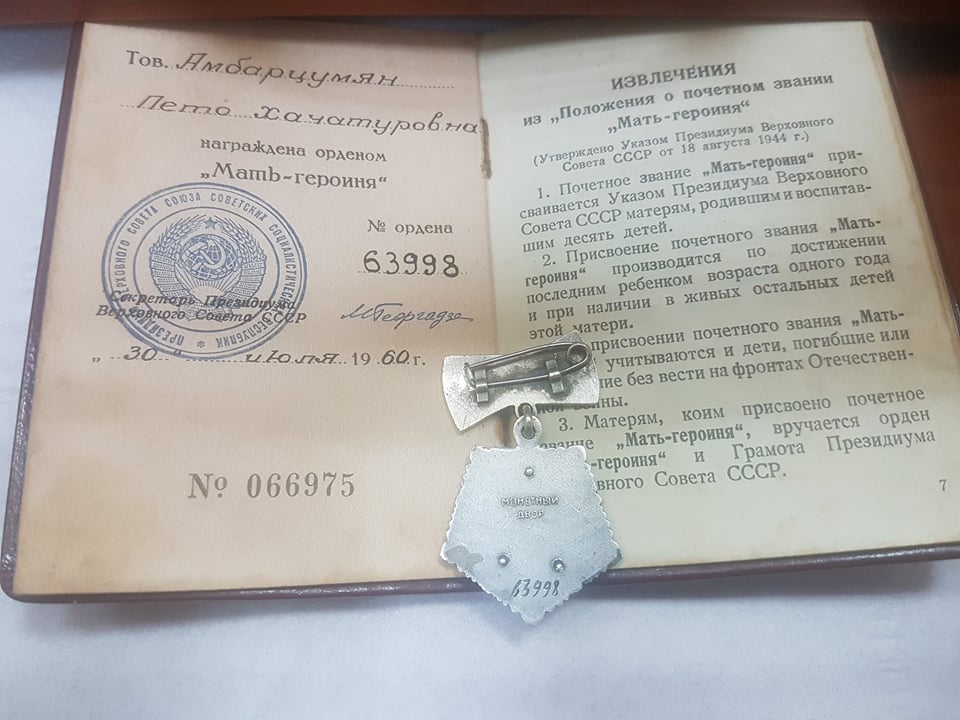 Тов. Амбарцумян
Пето Хачатуровна
награждена орденом
„Мать-героиня“
№ ордена
63998
Секретарь Президиума
Верховного Совета СССР
М Георгадзе
„ 30 “ июля 1960 г.
№ 066975
ИЗВЛЕЧЕНИЯ
из „Положения о почетном звании
„Мать-героиня“
(Утверждено Указом Президиума Верховного
Совета СССР от 18 августа 1944 г.)
1. Почетное звание „Мать-героиня“ при-
сваивается Указом Президиума Верховного
Совета СССР матерям, родившим и воспитав-
шим десять детей.
2. Присвоение почетного звания „Мать-
героиня“ производится по достижении
последним ребенком возраста одного года
и при наличии в живых остальных детей
этой матери.
присвоении почетного звания „Мать-
учитываются и дети, погибшие или
без вести на фронтах Отечествен-
войны.
3. Матерям, коим присвоено почетное
звание „Мать-героиня“, вручается орден
-героиня“ и Грамота Президиума
Совета СССР.
7
МОНЕТНЫЙ
ДВОР
63998